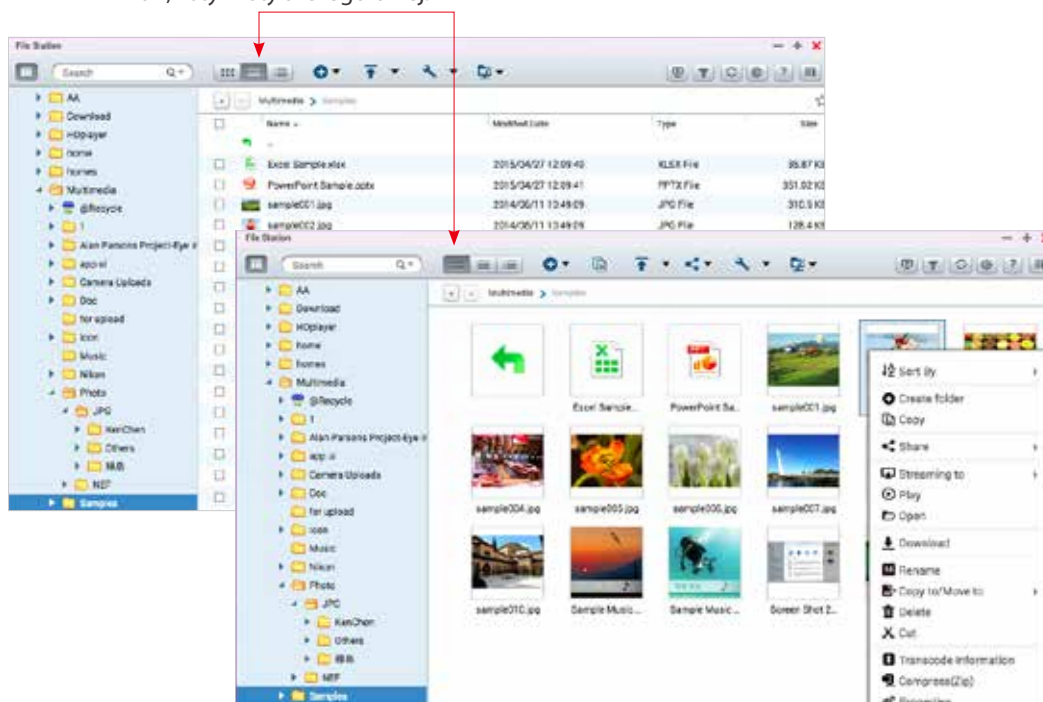 File Station
Search
AA
Download
HDplayer
home
homes
Multimedia
@Recycle
1
Alan Parsons Project-Eye i
Camera Uploads
Doc
for upload
icon
Music
Nikon
Photo
JPG
KenChen
Others
NEF
Samples
Multimedia > Samples
Name
Modified Date
Type
Size
Excel Sample.xlsx
2015/04/27 12:09:40
XLSX File
PowerPoint Sample.pptx
2015/04/27 12:09:41
PPTX File
sample001.jpg
2014/06/11 13:49:09
JPG File
sample002.jpg
2014/06/11 13:49:09
JPG File
File Station
Search
AA
Download
HDplayer
home
homes
Multimedia
@Recycle
1
Alan Parsons Project-Eye i
Camera Uploads
Doc
for upload
icon
Music
Nikon
Photo
JPG
KenChen
Others
NEF
Samples
Multimedia > Samples
Excel Sample...
PowerPoint Sa...
sample001.jpg
sample004.jpg
sample005.jpg
sample006.jpg
sample007.jpg
sample010.jpg
Sample Music ...
Sample Music ...
Screen Shot 2...
Sort By
Create folder
Copy
Share
Streaming to
Play
Open
Download
Rename
Copy to/Move to
Delete
Cut
Transcode Information
Compress(Zip)
Properties